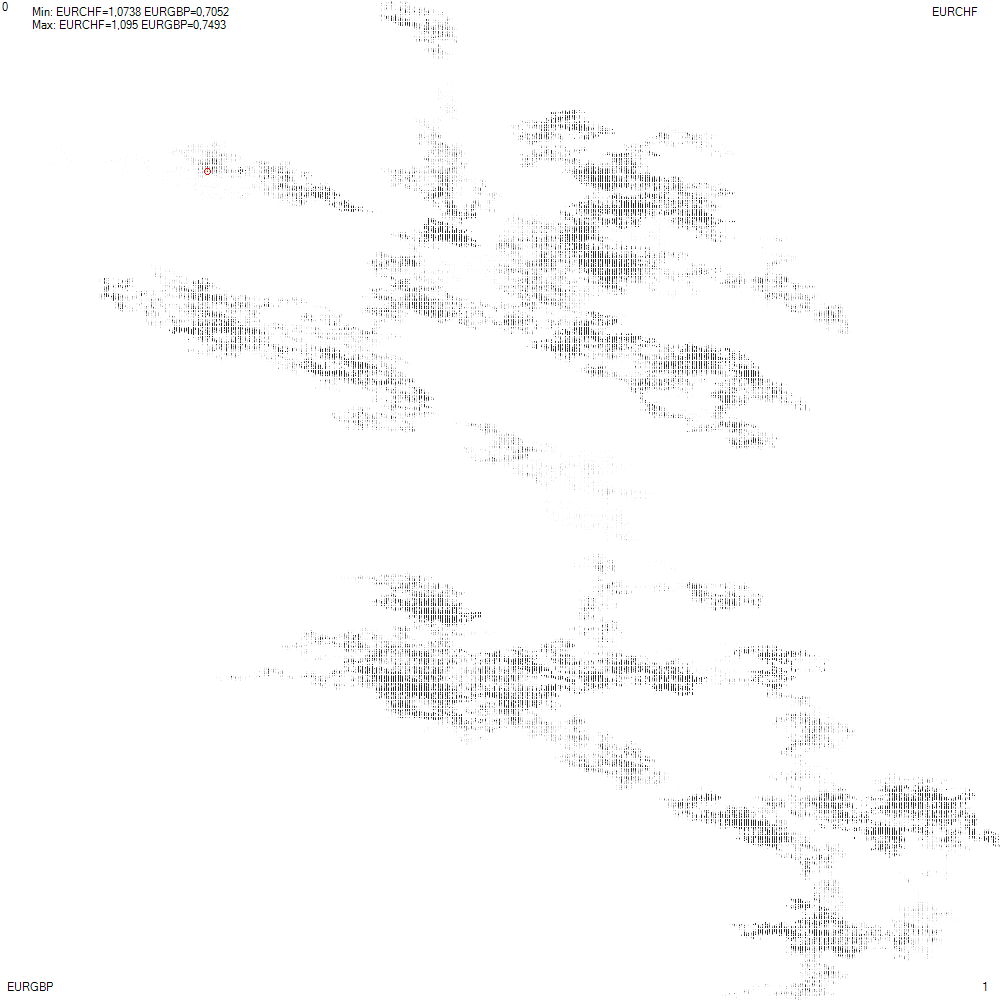 0
Min: EURCHF=1,0738 EURGBP=0,7052
Max: EURCHF=1,095 EURGBP=0,7493
EURCHF
EURGBP
1